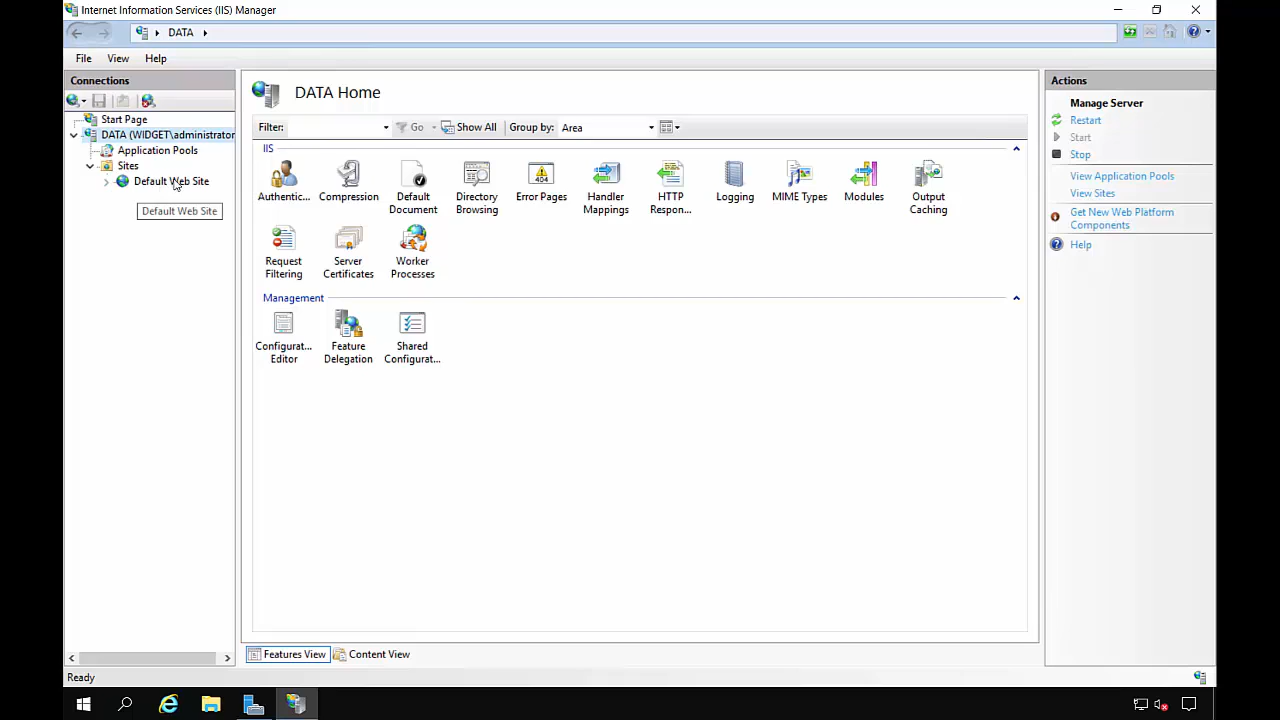 Internet Information Services (IIS) Manager
DATA
File View Help
Connections
Start Page
DATA (WIDGET\administrator
Application Pools
Sites
Default Web Site
Default Web Site
DATA Home
Filter: Go Show All Group by: Area
IIS
Authentic... Compression Default Document Directory Browsing Error Pages Handler Mappings HTTP Respon... Logging MIME Types Modules Output Caching
Request Filtering Server Certificates Worker Processes
Management
Configurat... Editor Feature Delegation Shared Configurat...
Features View Content View
Actions
Manage Server
Restart
Start
Stop
View Application Pools
View Sites
Get New Web Platform
Components
Help
Ready